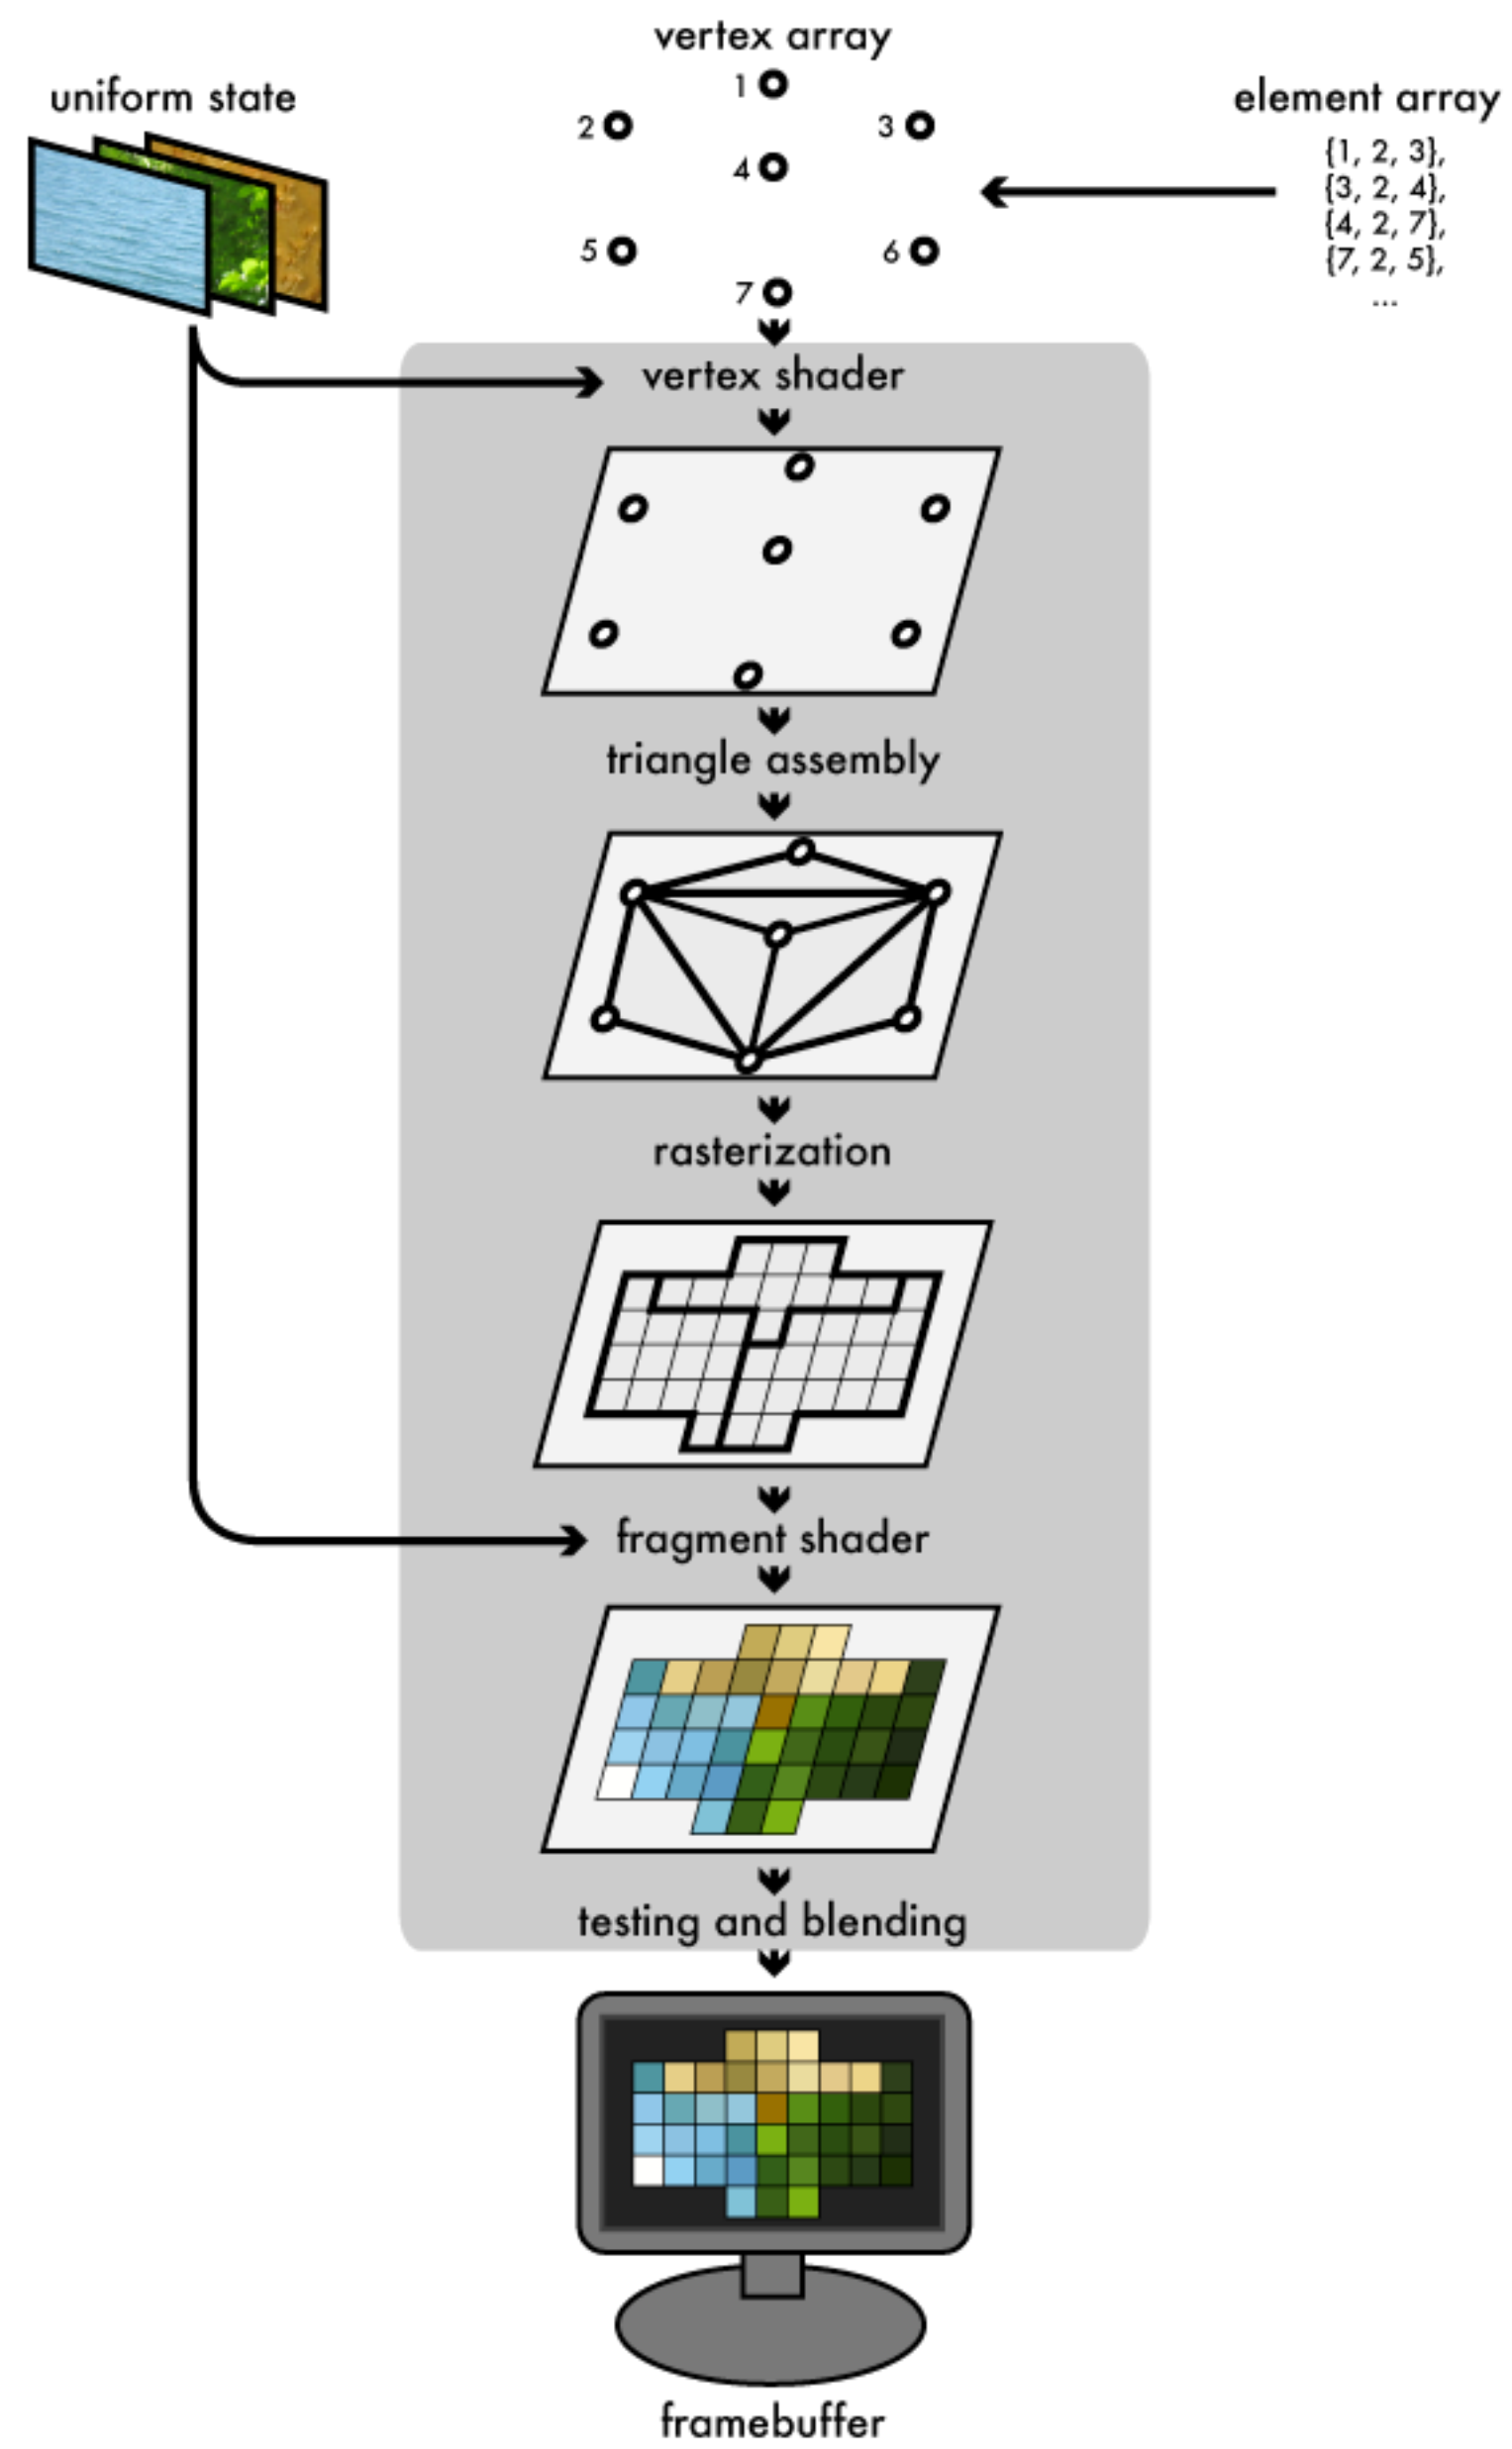 vertex array
uniform state
element array
1
2
3
4
5
6
7
{1, 2, 3},
{3, 2, 4},
{4, 2, 7},
{7, 2, 5},
...
vertex shader
triangle assembly
rasterization
fragment shader
testing and blending
framebuffer